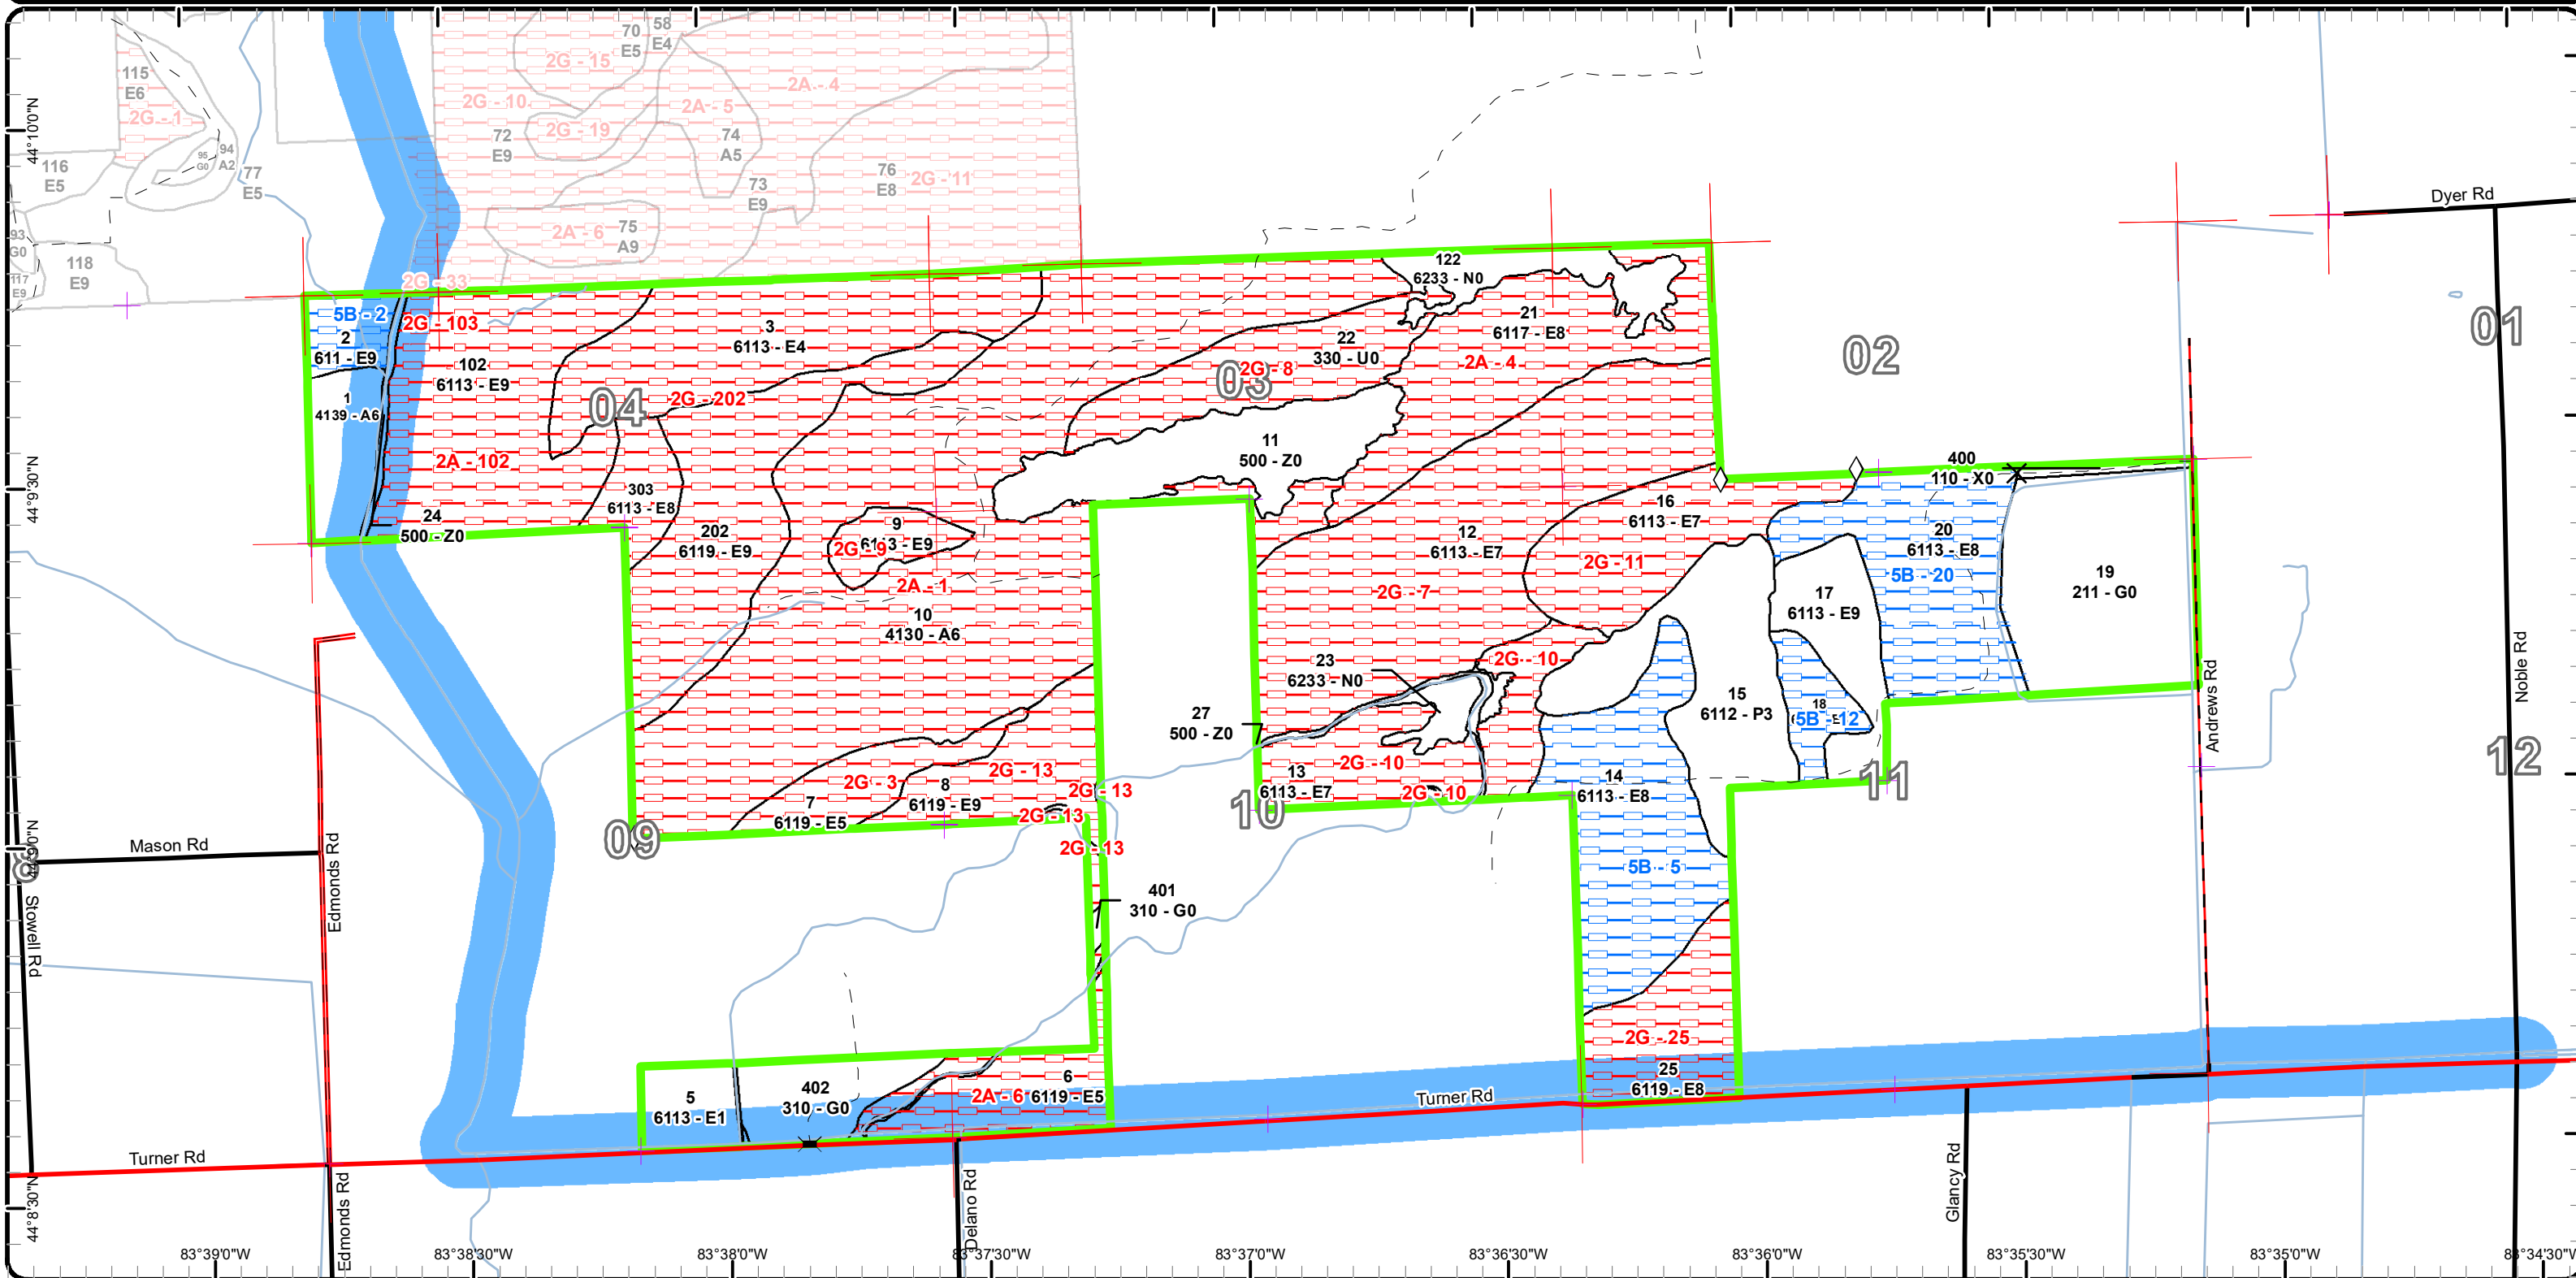 58
E4
70
E5
2G - 15
115
E6
2A - 4
2G - 10
2A - 5
2G - 1
2G - 19
72
E9
74
A5
94
A2
95
G0
116
E5
77
E5
76
E8
2G - 11
73
E9
Dyer Rd
75
A9
2A - 6
93
G0
118
E9
117
E9
2G - 33
44°10'0"N
122
6233 - N0
5B - 2
2G - 103
2
611 - E9
3
6113 - E4
21
6117 - E8
22
330 - U0
01
02
2A - 4
102
6113 - E9
2G - 8
03
1
4139 - A6
04
2G - 202
11
500 - Z0
2A - 102
400
110 - X0
44°9'30"N
303
6113 - E8
24
500 - Z0
16
6113 - E7
202
6119 - E9
9
6113 - E9
2G - 9
12
6113 - E7
20
6113 - E8
2G - 11
5B - 20
19
211 - G0
2A - 1
2G - 7
17
6113 - E9
10
4130 - A6
23
6233 - N0
2G - 10
Noble Rd
Andrews Rd
15
6112 - P3
27
500 - Z0
18
5B - 12
12
2G - 10
2G - 13
2G - 3
13
6113 - E7
14
6113 - E8
11
8
6119 - E9
2G - 13
2G - 10
7
6119 - E5
2G - 13
10
09
Mason Rd
2G - 13
8
5B - 5
Edmonds Rd
401
310 - G0
Stowell Rd
2G - 25
25
6119 - E8
6
6119 - E5
2A - 6
5
6113 - E1
402
310 - G0
Turner Rd
Turner Rd
44°8'30"N
Edmonds Rd
Delano Rd
Glancy Rd
83°39'0"W
83°38'30"W
83°38'0"W
83°37'30"W
83°37'0"W
83°36'30"W
83°36'0"W
83°35'30"W
83°35'0"W
83°34'30"W